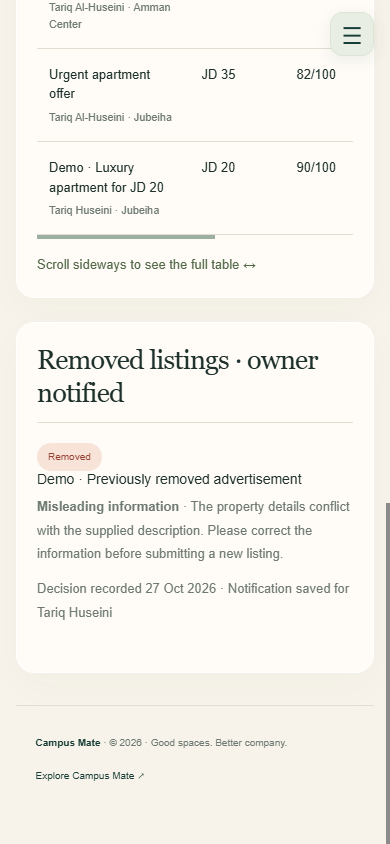 Tariq Al-Huseini · Amman
Center
Urgent apartment JD 35 82/100
offer
Tariq Al-Huseini · Jubeiha
Demo · Luxury JD 20 90/100
apartment for JD 20
Tariq Huseini · Jubeiha
Scroll sideways to see the full table ↔
Removed listings · owner
notified
Removed
Demo · Previously removed advertisement
Misleading information · The property details conflict
with the supplied description. Please correct the
information before submitting a new listing.
Decision recorded 27 Oct 2026 · Notification saved for
Tariq Huseini
Campus Mate · © 2026 · Good spaces. Better company.
Explore Campus Mate ↗